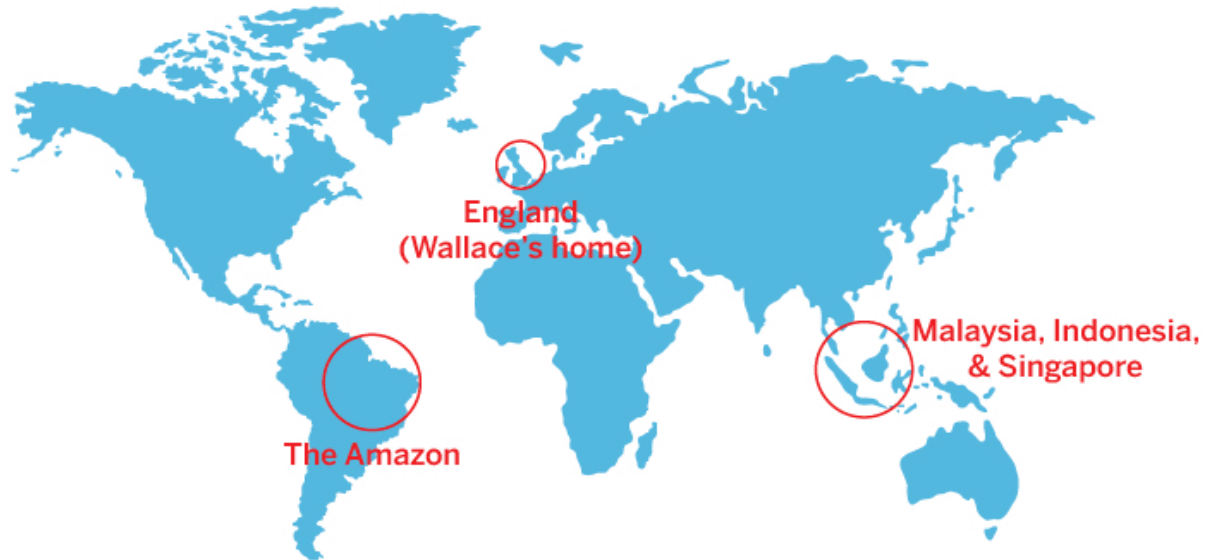 England
(Wallace's home)
Malaysia, Indonesia,
& Singapore
The Amazon